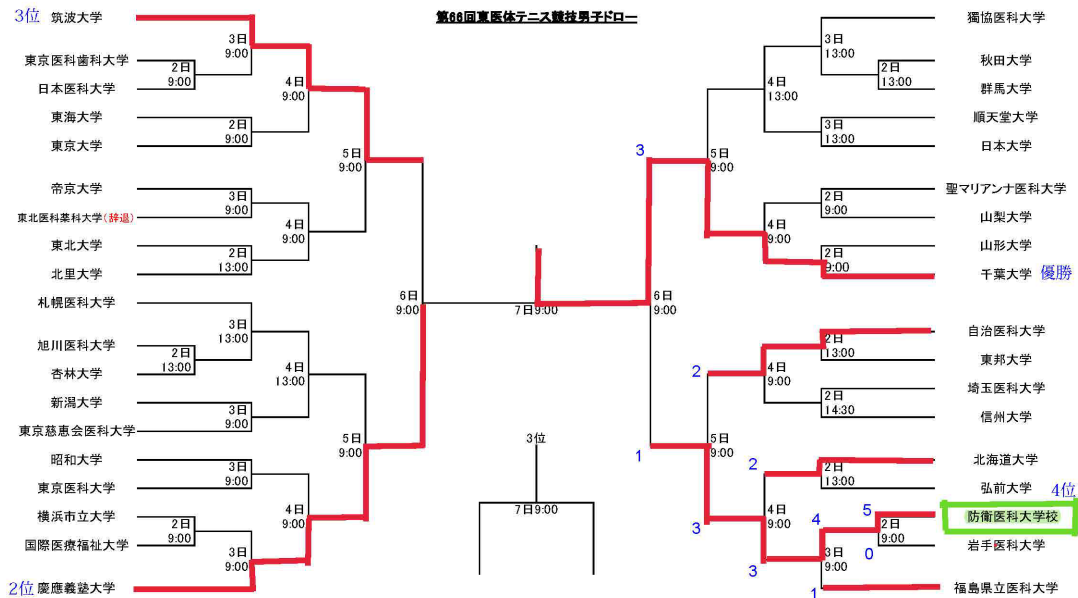 第66回東医体テニス競技男子ドロー
3位 筑波大学
3日
9:00
東京医科歯科大学
2日
9:00
日本医科大学
4日
9:00
東海大学
2日
9:00
東京大学
5日
9:00
帝京大学
3日
9:00
東北医科薬科大学(辞退)
4日
9:00
東北大学
2日
13:00
北里大学
6日
9:00
札幌医科大学
3日
13:00
旭川医科大学
2日
13:00
杏林大学
4日
13:00
新潟大学
3日
9:00
東京慈恵会医科大学
5日
9:00
昭和大学
3日
9:00
東京医科大学
4日
9:00
横浜市立大学
2日
9:00
国際医療福祉大学
3日
9:00
2位 慶應義塾大学
7日9:00
3位
7日9:00
獨協医科大学
3日
13:00
秋田大学
2日
13:00
群馬大学
4日
13:00
順天堂大学
3日
13:00
日本大学
3
5日
9:00
聖マリアンナ医科大学
2日
9:00
山梨大学
4日
9:00
山形大学
2日
9:00
千葉大学 優勝
6日
9:00
自治医科大学
2日
13:00
東邦大学
2
4日
9:00
埼玉医科大学
2日
14:30
信州大学
1
5日
9:00
北海道大学
2
2日
13:00
弘前大学
4位
3
4日
9:00
4
5
防衛医科大学校
2日
9:00
0
岩手医科大学
3
3日
9:00
1
福島県立医科大学